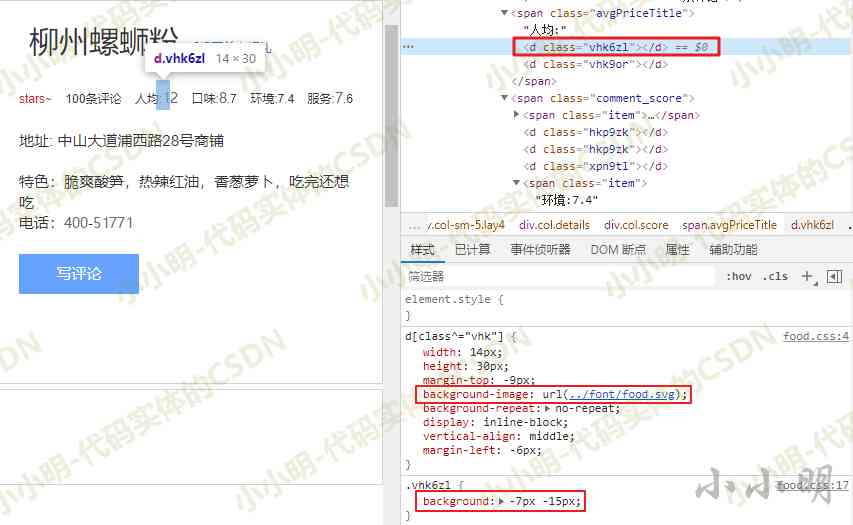 柳州螺蛳粉
d.vhk6zl 14 × 30
stars~ 100条评论 人均:12 口味:8.7 环境:7.4 服务:7.6
地址: 中山大道浦西路28号商铺
特色：脆爽酸笋，热辣红油，香葱萝卜，吃完还想
吃
电话：400-51771
写评论
<span class="avgPriceTitle">
"人均:"
<d class="vhk6zl"></d> == $0
<d class="vhk9or"></d>
</span>
<span class="comment_score">
<span class="item">…</span>
<d class="hkp9zk"></d>
<d class="hkp9zk"></d>
<d class="xpn9tl"></d>
<span class="item">
"环境:7.4"
… v.col-sm-5.lay4 div.col.details div.col.score span.avgPriceTitle d.vhk6zl
样式 已计算 事件侦听器 DOM 断点 属性 辅助功能
筛选器 :hov .cls +
element.style {
}
d[class^="vhk"] { food.css:4
width: 14px;
height: 30px;
margin-top: -9px;
background-image: url(../font/food.svg);
background-repeat: no-repeat;
display: inline-block;
vertical-align: middle;
margin-left: -6px;
}
.vhk6zl { food.css:17
background: -7px -15px;
}
小小明
小小明-代码实体的CSDN